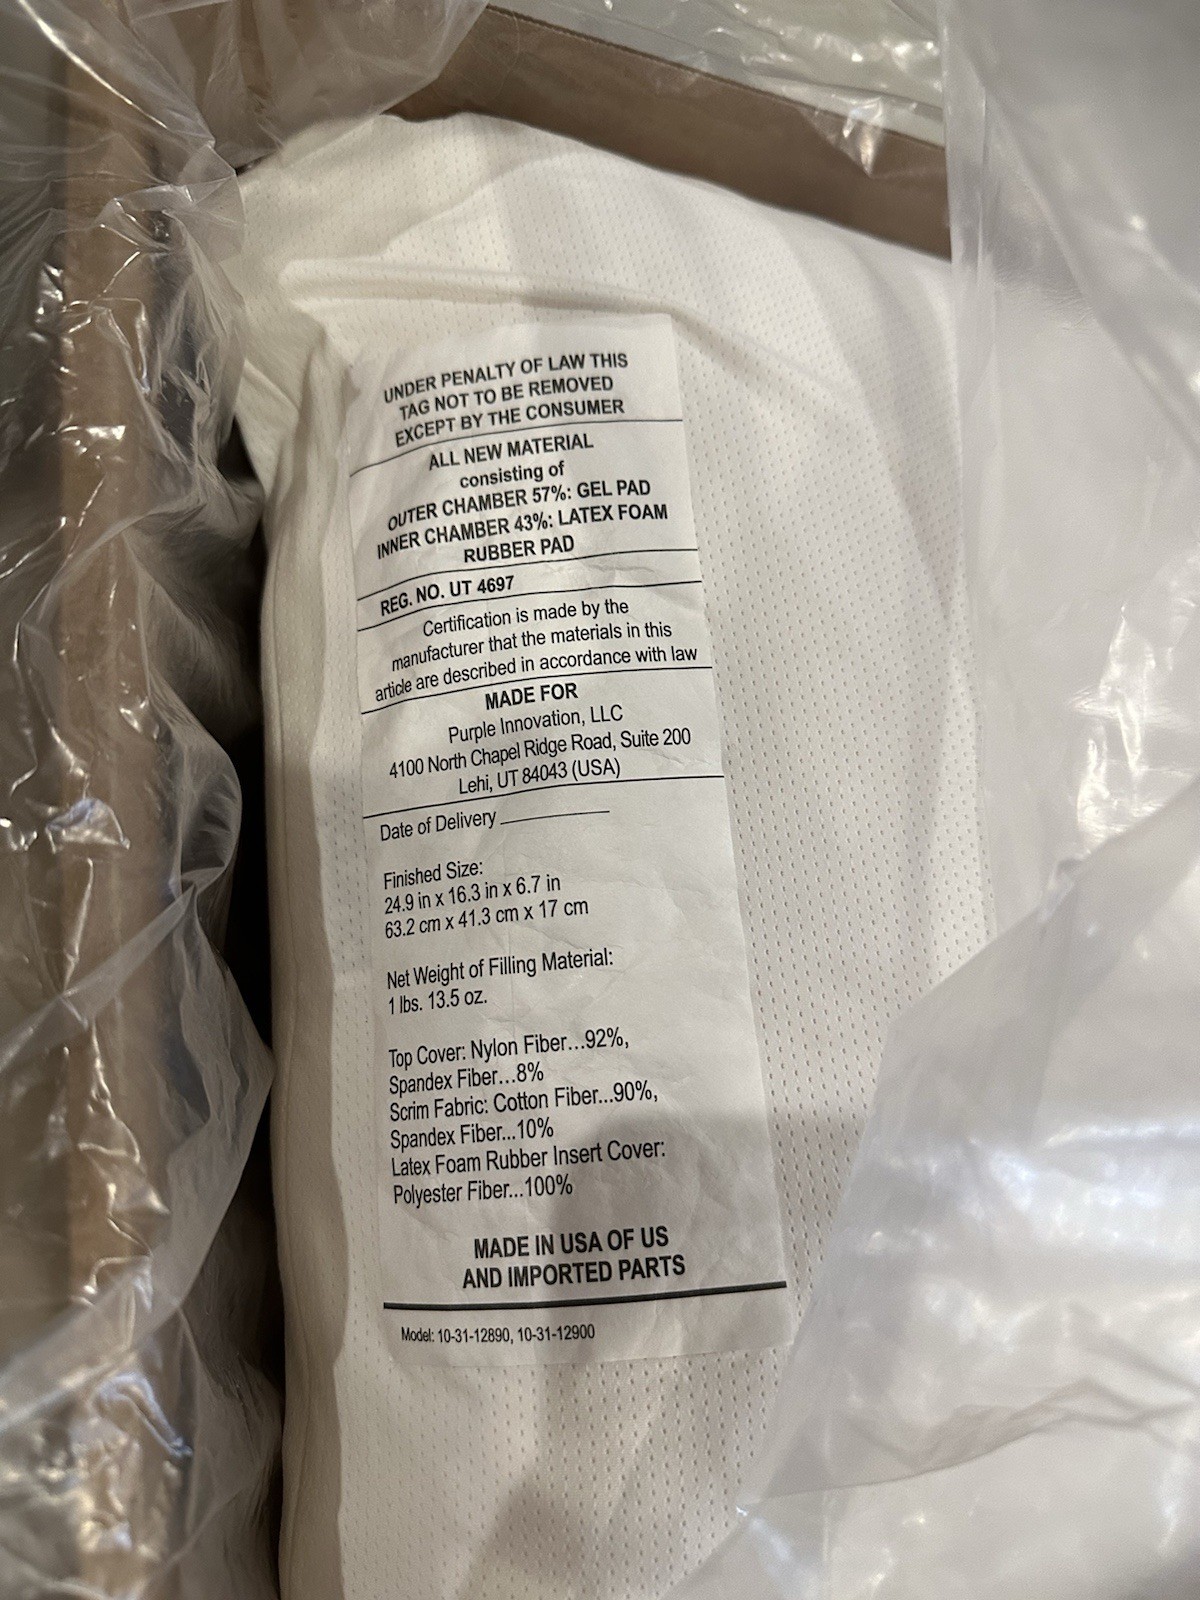 UNDER PENALTY OF LAW THIS
TAG NOT TO BE REMOVED
EXCEPT BY THE CONSUMER
ALL NEW MATERIAL
consisting of
OUTER CHAMBER 57%: GEL PAD
INNER CHAMBER 43%: LATEX FOAM
RUBBER PAD
REG. NO. UT 4697
Certification is made by the
manufacturer that the materials in this
article are described in accordance with law
MADE FOR
Purple Innovation, LLC
4100 North Chapel Ridge Road, Suite 200
Lehi, UT 84043 (USA)
Date of Delivery
Finished Size:
24.9 in x 16.3 in x 6.7 in
63.2 cm x 41.3 cm x 17 cm
Net Weight of Filling Material:
1 lbs. 13.5 oz.
Top Cover: Nylon Fiber...92%,
Spandex Fiber...8%
Scrim Fabric: Cotton Fiber...90%,
Spandex Fiber...10%
Latex Foam Rubber Insert Cover:
Polyester Fiber...100%
MADE IN USA OF US
AND IMPORTED PARTS
Model: 10-31-12890, 10-31-12900